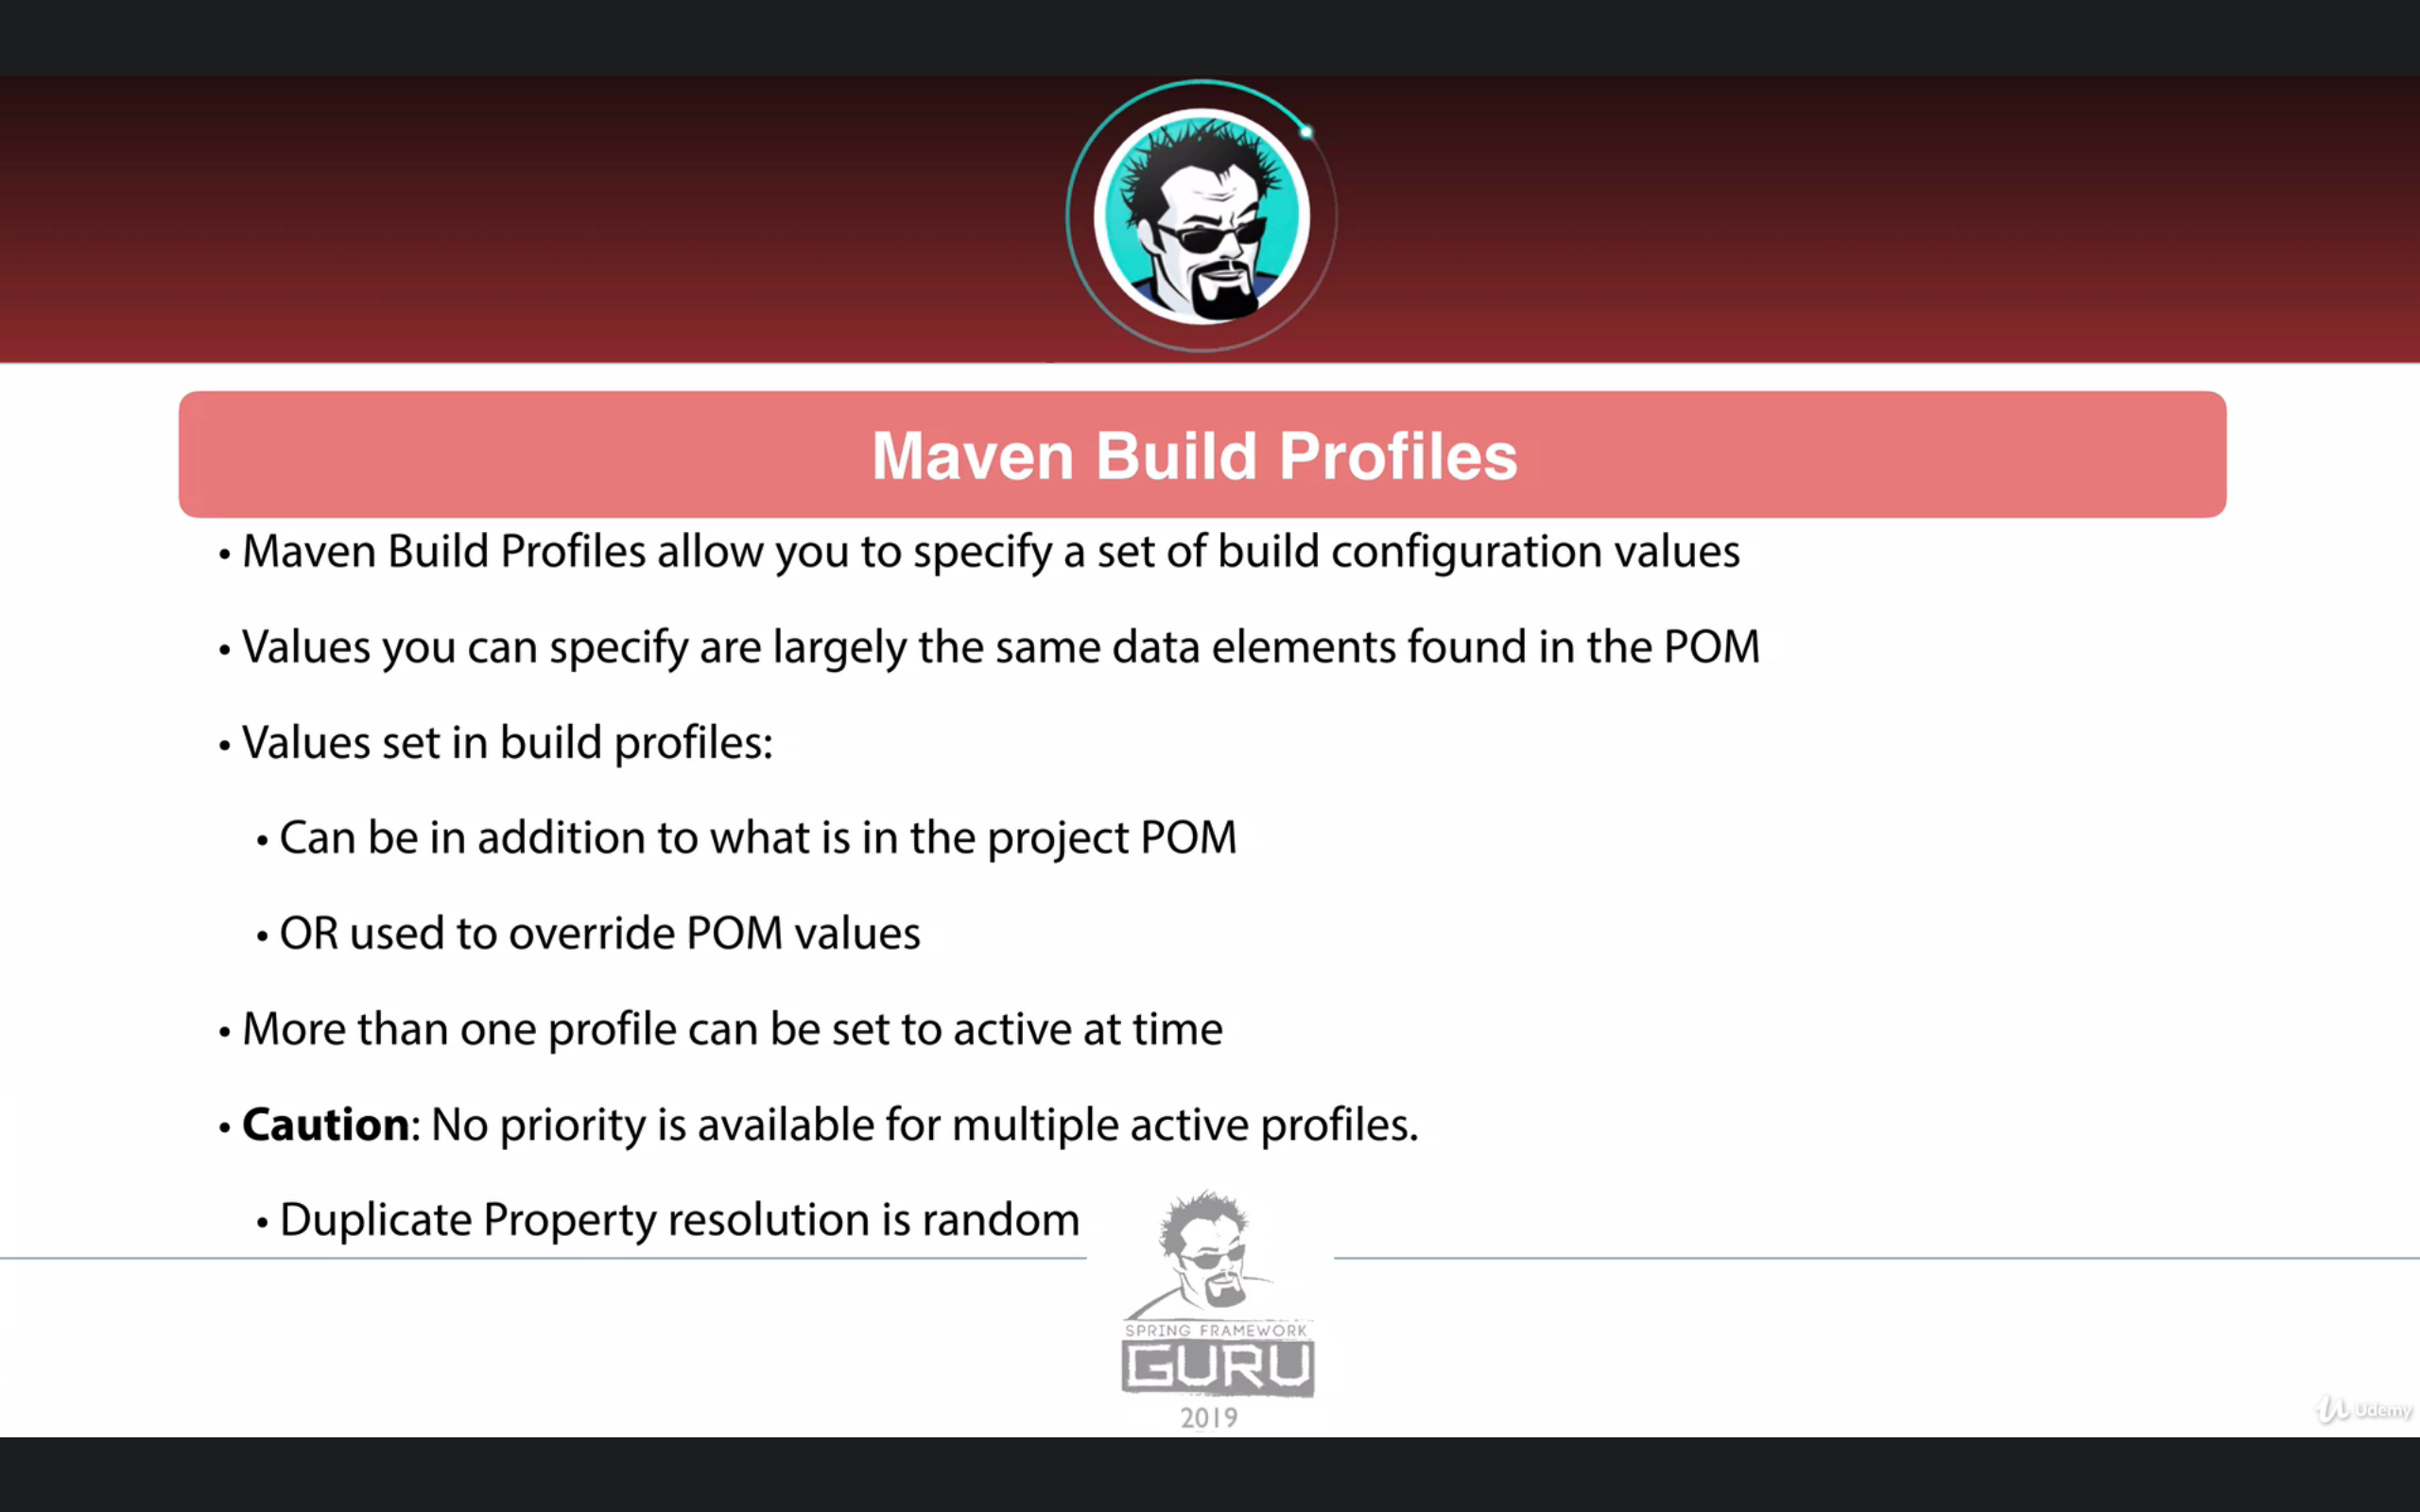 Maven Build Profiles
• Maven Build Profiles allow you to specify a set of build configuration values
• Values you can specify are largely the same data elements found in the POM
• Values set in build profiles:
• Can be in addition to what is in the project POM
• OR used to override POM values
• More than one profile can be set to active at time
• Caution: No priority is available for multiple active profiles.
• Duplicate Property resolution is random
SPRING FRAMEWORK
GURU
2019
Udemy